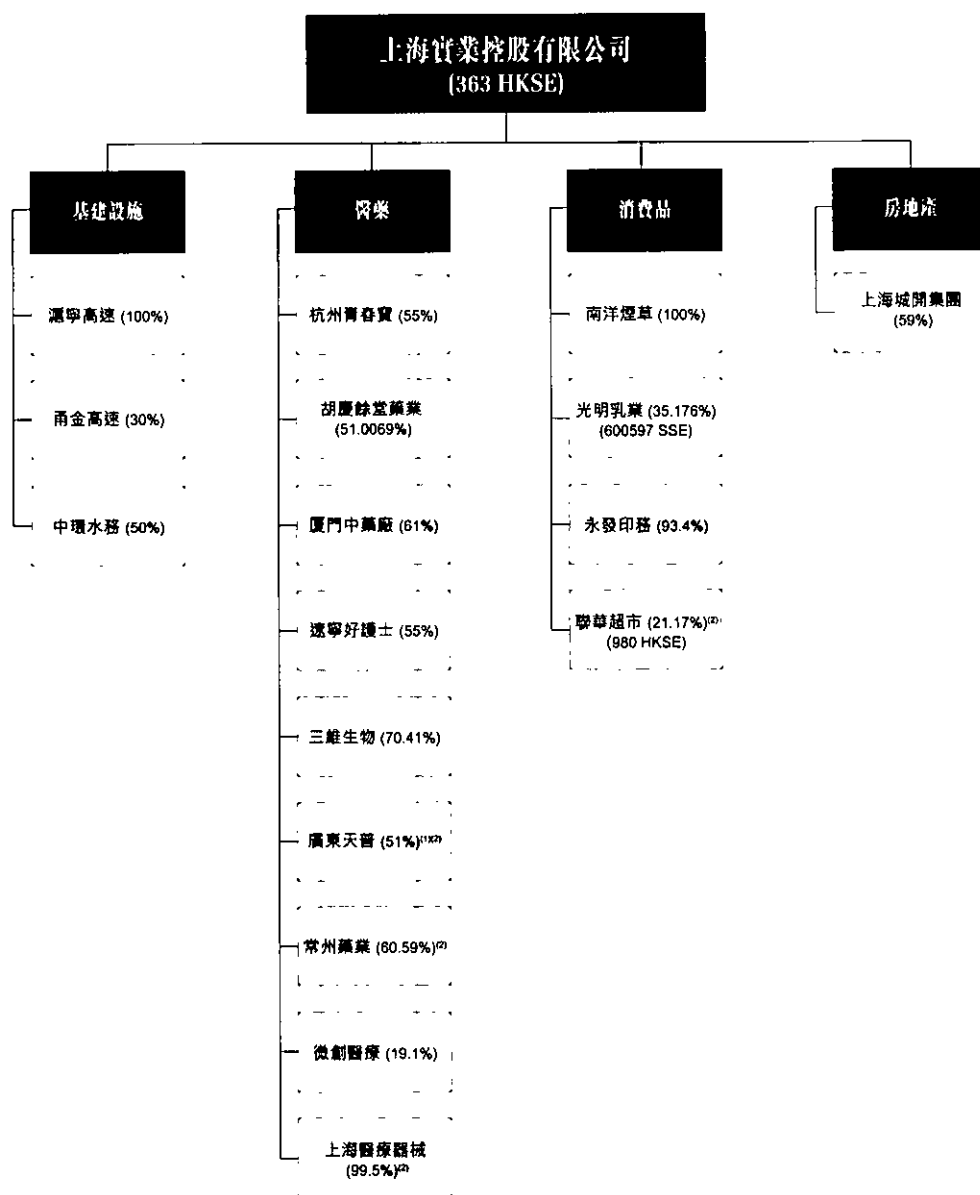 上海實業控股有限公司
(363 HKSE)
基建設施
醫藥
消費品
房地產
滬寧高速 (100%)
甬金高速 (30%)
中環水務 (50%)
杭州青春寶 (55%)
胡慶餘堂藥業
(51.0069%)
厦門中藥廠 (61%)
遼寧好護士 (55%)
三維生物 (70.41%)
廣東天普 (51%)(1)(2)
常州藥業 (60.59%)(2)
微創醫療 (19.1%)
上海醫療器械
(99.5%)(2)
南洋煙草 (100%)
光明乳業 (35.176%)
(600597 SSE)
永發印務 (93.4%)
聯華超市 (21.17%)(2)
(980 HKSE)
上海城開集團
(59%)